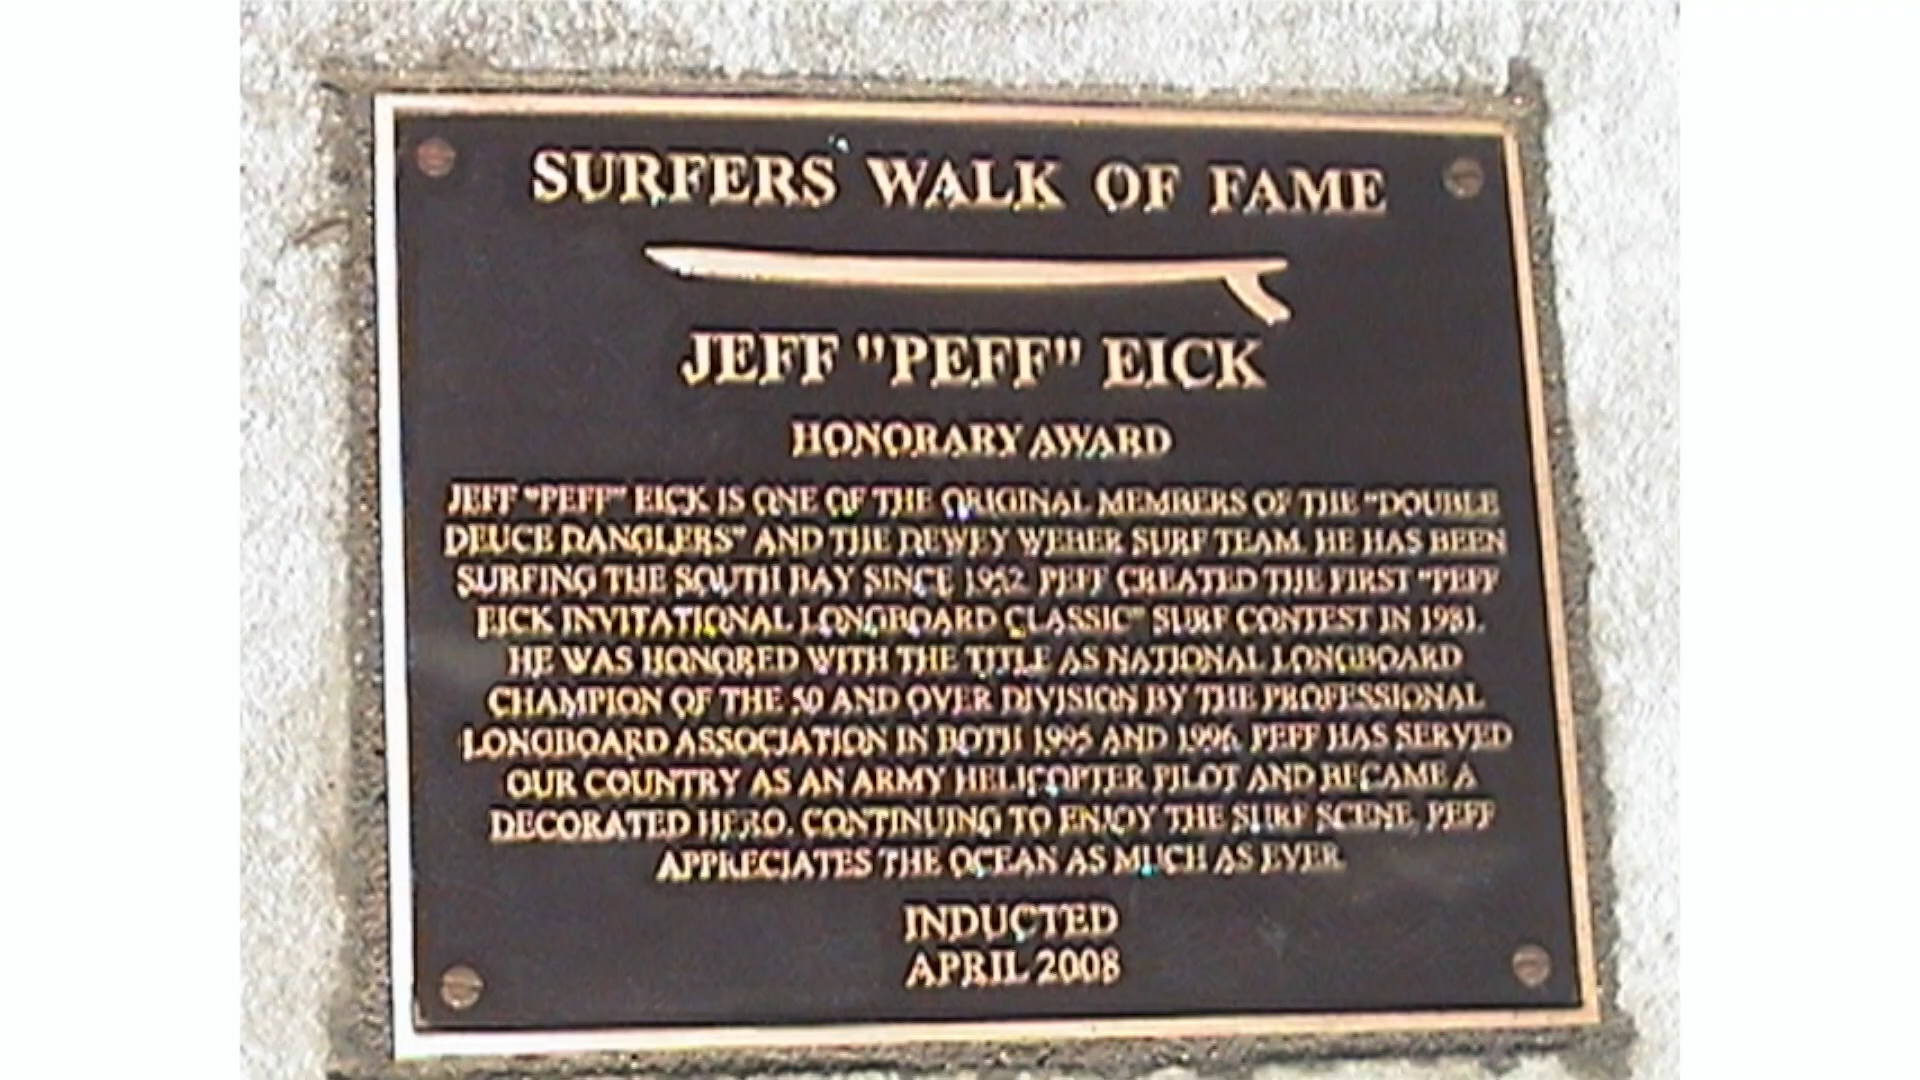 SURFERS WALK OF FAME
JEFF "PEFF" EICK
HONORARY AWARD
JEFF "PEFF" EICK IS ONE OF THE ORIGINAL MEMBERS OF THE "DOUBLE
DEUCE DANGLERS" AND THE DEWEY WEBER SURF TEAM. HE HAS BEEN
SURFING THE SOUTH BAY SINCE 1952. PEFF CREATED THE FIRST "PEFF
EICK INVITATIONAL LONGBOARD CLASSIC" SURF CONTEST IN 1981.
HE WAS HONORED WITH THE TITLE AS NATIONAL LONGBOARD
CHAMPION OF THE 50 AND OVER DIVISION BY THE PROFESSIONAL
LONGBOARD ASSOCIATION IN BOTH 1995 AND 1996. PEFF HAS SERVED
OUR COUNTRY AS AN ARMY HELICOPTER PILOT AND BECAME A
DECORATED HERO. CONTINUING TO ENJOY THE SURF SCENE, PEFF
APPRECIATES THE OCEAN AS MUCH AS EVER.
INDUCTED
APRIL 2008